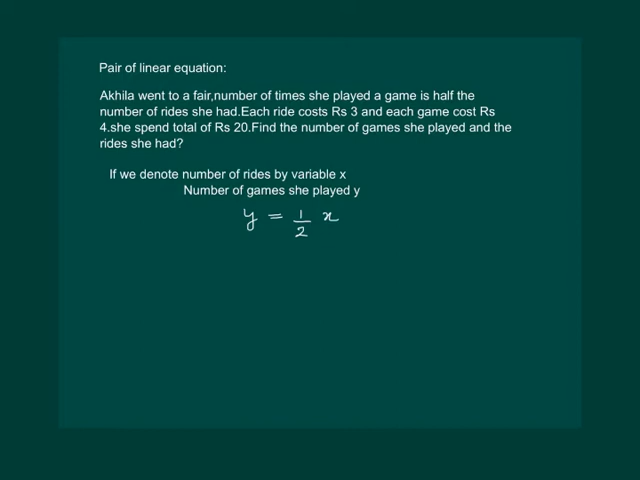 Pair of linear equation:
Akhila went to a fair,number of times she played a game is half the
number of rides she had.Each ride costs Rs 3 and each game cost Rs
4.she spend total of Rs 20.Find the number of games she played and the
rides she had?
If we denote number of rides by variable x
Number of games she played y
y = 1/2 x